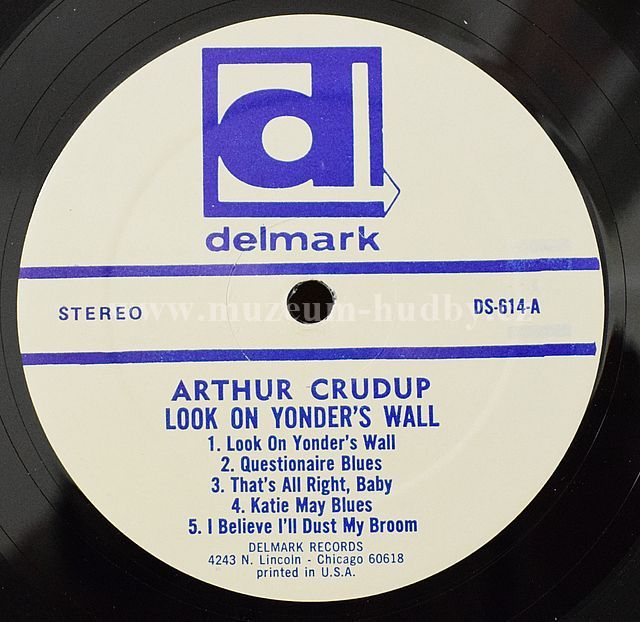 d
delmark
STEREO
DS-614-A
www.muzeum-hudby.cz
ARTHUR CRUDUP
LOOK ON YONDER'S WALL
1. Look On Yonder's Wall
2. Questionaire Blues
3. That's All Right, Baby
4. Katie May Blues
5. I Believe I'll Dust My Broom
DELMARK RECORDS
4243 N. Lincoln - Chicago 60618
printed in U.S.A.